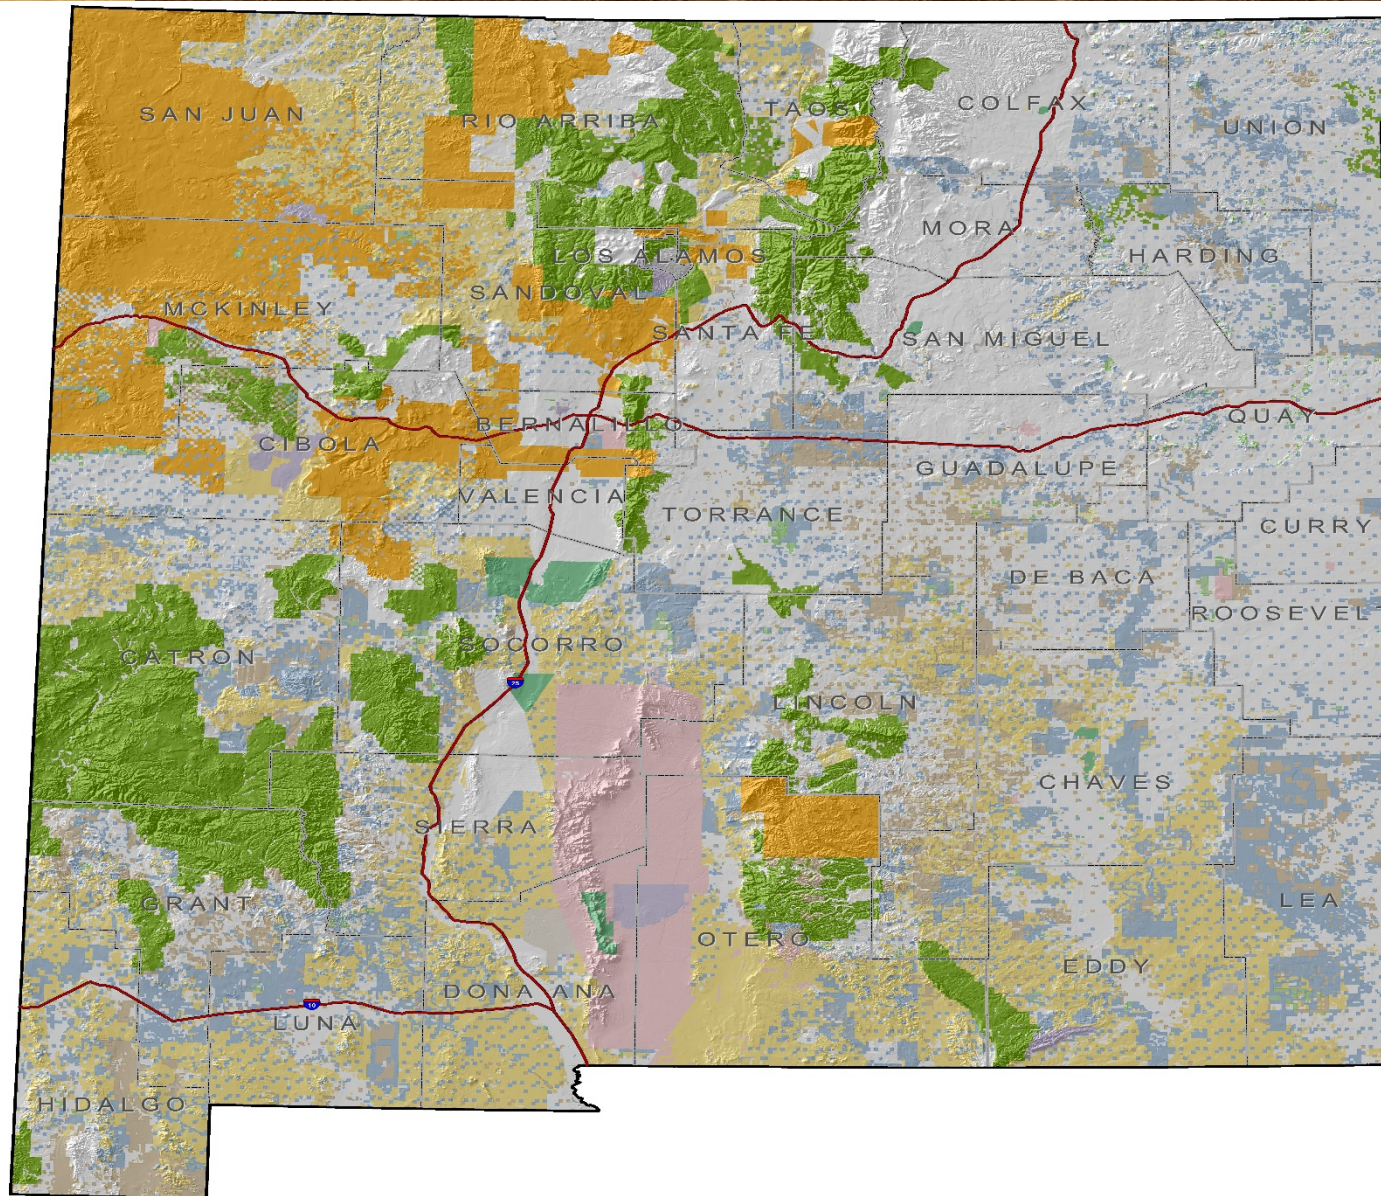 SAN JUAN
RIO ARRIBA
TAOS
COLFAX
UNION
MORA
HARDING
LOS ALAMOS
SANDOVAL
MCKINLEY
SANTA FE
SAN MIGUEL
QUAY
BERNALILLO
CIBOLA
GUADALUPE
VALENCIA
TORRANCE
CURRY
DE BACA
ROOSEVELT
SOCORRO
CATRON
25
LINCOLN
CHAVES
SIERRA
GRANT
LEA
OTERO
EDDY
DONA ANA
10
LUNA
HIDALGO